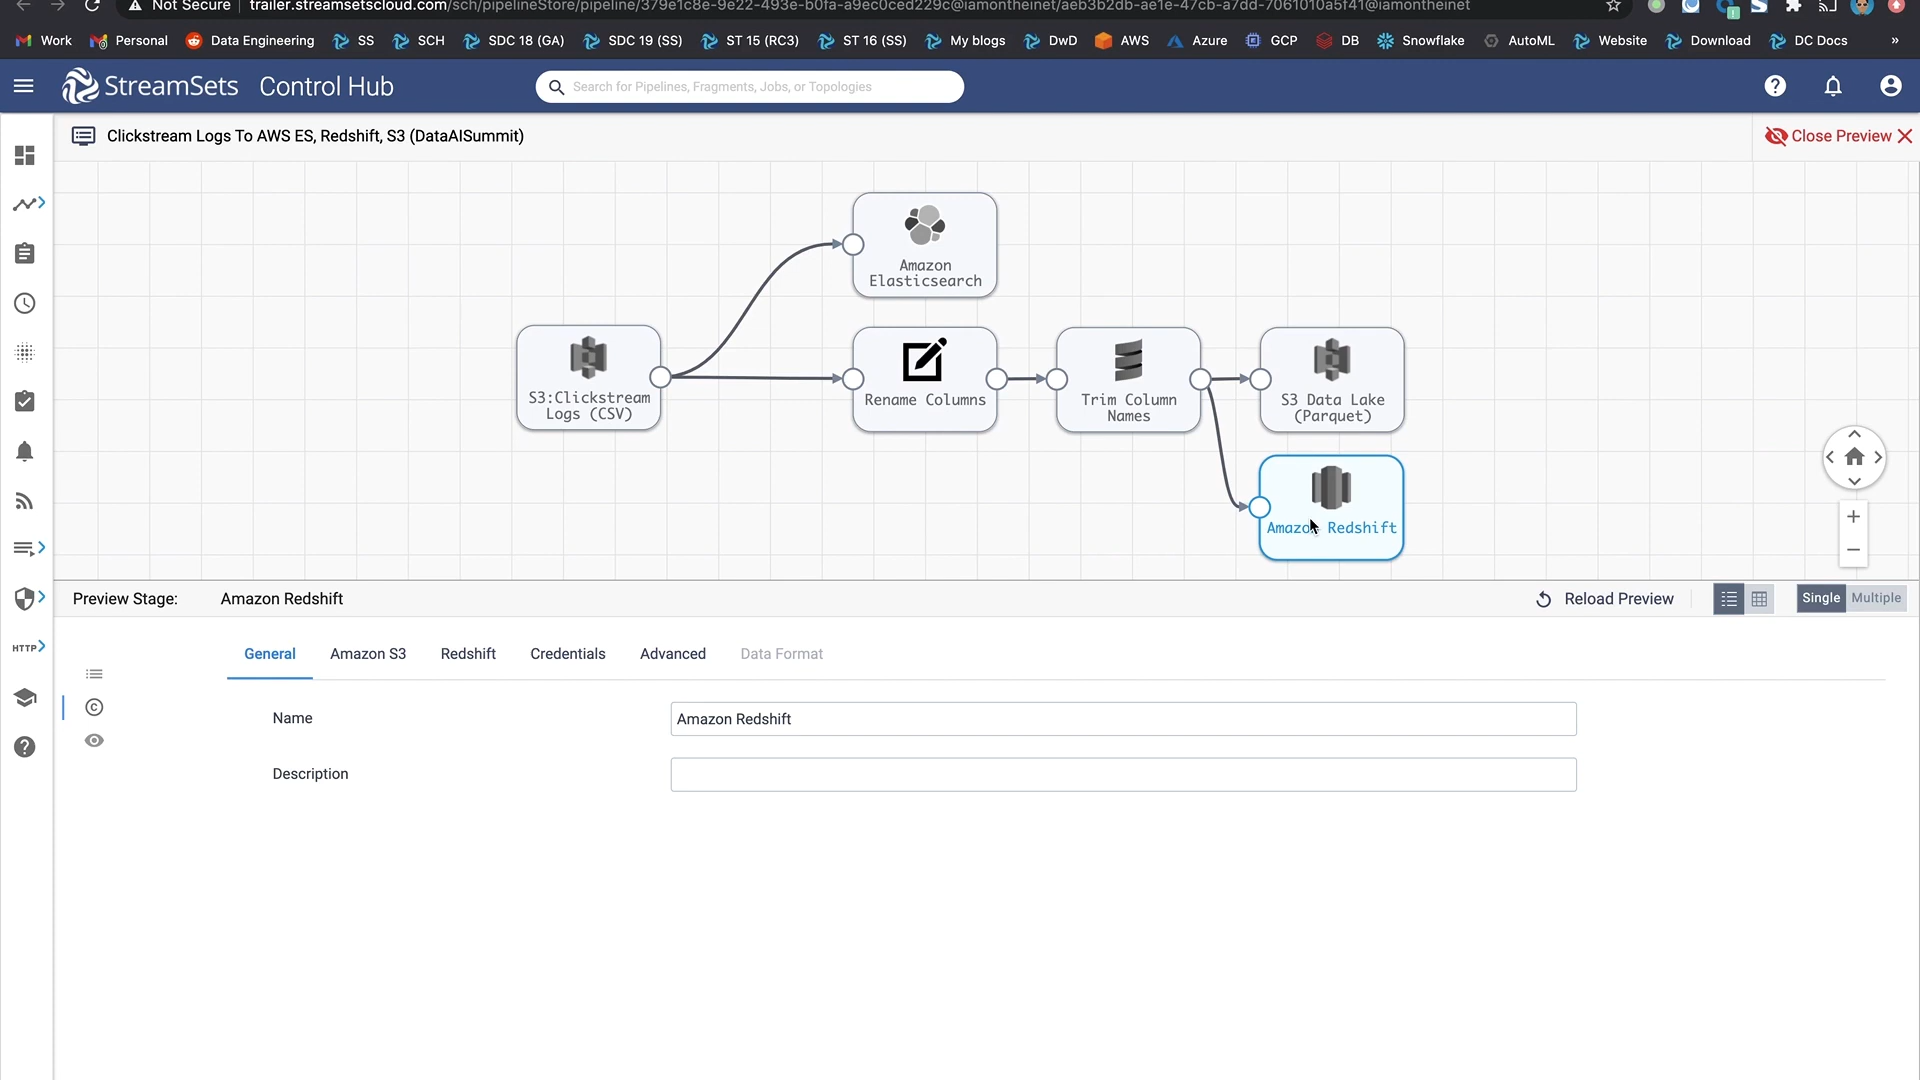 Not Secure trailer.streamsetscloud.com/sch/pipelineStore/pipeline/379e1c8e-9e22-493e-b0fa-a9ec0ced229c@iamontheinet/aeb3b2db-ae1e-47cb-a7dd-7061010a5f41@iamontheinet
Work Personal Data Engineering SS SCH SDC 18 (GA) SDC 19 (SS) ST 15 (RC3) ST 16 (SS) My blogs DwD AWS Azure GCP DB Snowflake AutoML Website Download DC Docs »
StreamSets Control Hub Search for Pipelines, Fragments, Jobs, or Topologies
Clickstream Logs To AWS ES, Redshift, S3 (DataAISummit) Close Preview
Amazon
Elasticsearch
S3:Clickstream
Logs (CSV)
Rename Columns
Trim Column
Names
S3 Data Lake
(Parquet)
Amazon Redshift
Preview Stage: Amazon Redshift Reload Preview Single Multiple
HTTP
General Amazon S3 Redshift Credentials Advanced Data Format
Name Amazon Redshift
Description